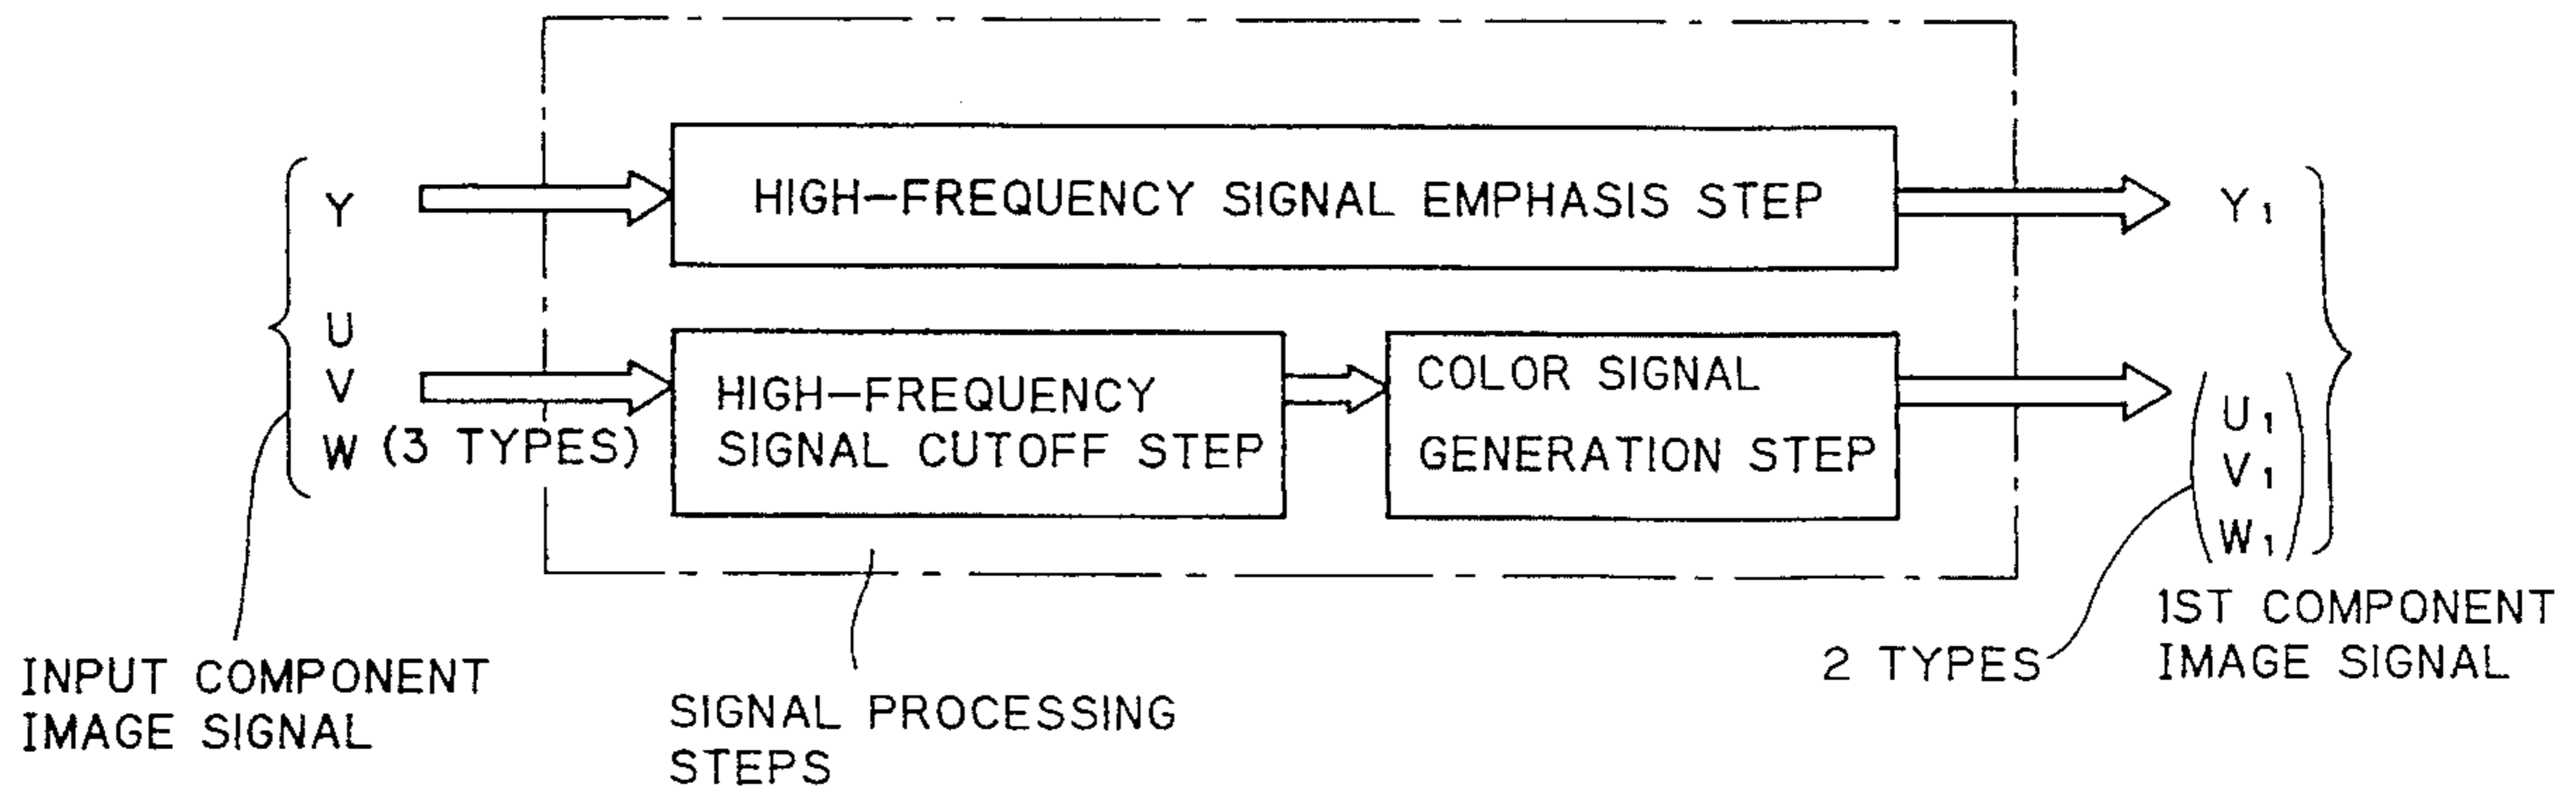 Y
HIGH-FREQUENCY SIGNAL EMPHASIS STEP
Y1
U
V
W (3 TYPES)
HIGH-FREQUENCY
SIGNAL CUTOFF STEP
COLOR SIGNAL
GENERATION STEP
U1
V1
W1
INPUT COMPONENT
IMAGE SIGNAL
SIGNAL PROCESSING
STEPS
2 TYPES
1ST COMPONENT
IMAGE SIGNAL